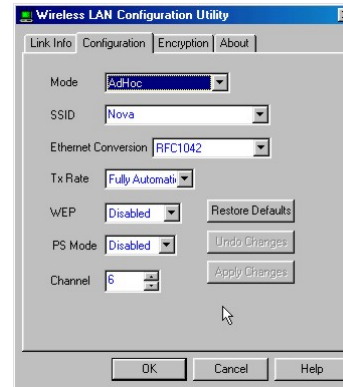 Wireless LAN Configuration Utility
Link Info Configuration Encryption About
Mode AdHoc
SSID Nova
Ethernet Conversion RFC1042
Tx Rate Fully Automati
WEP Disabled Restore Defaults
PS Mode Disabled Undo Changes
Channel 6 Apply Changes
OK Cancel Help